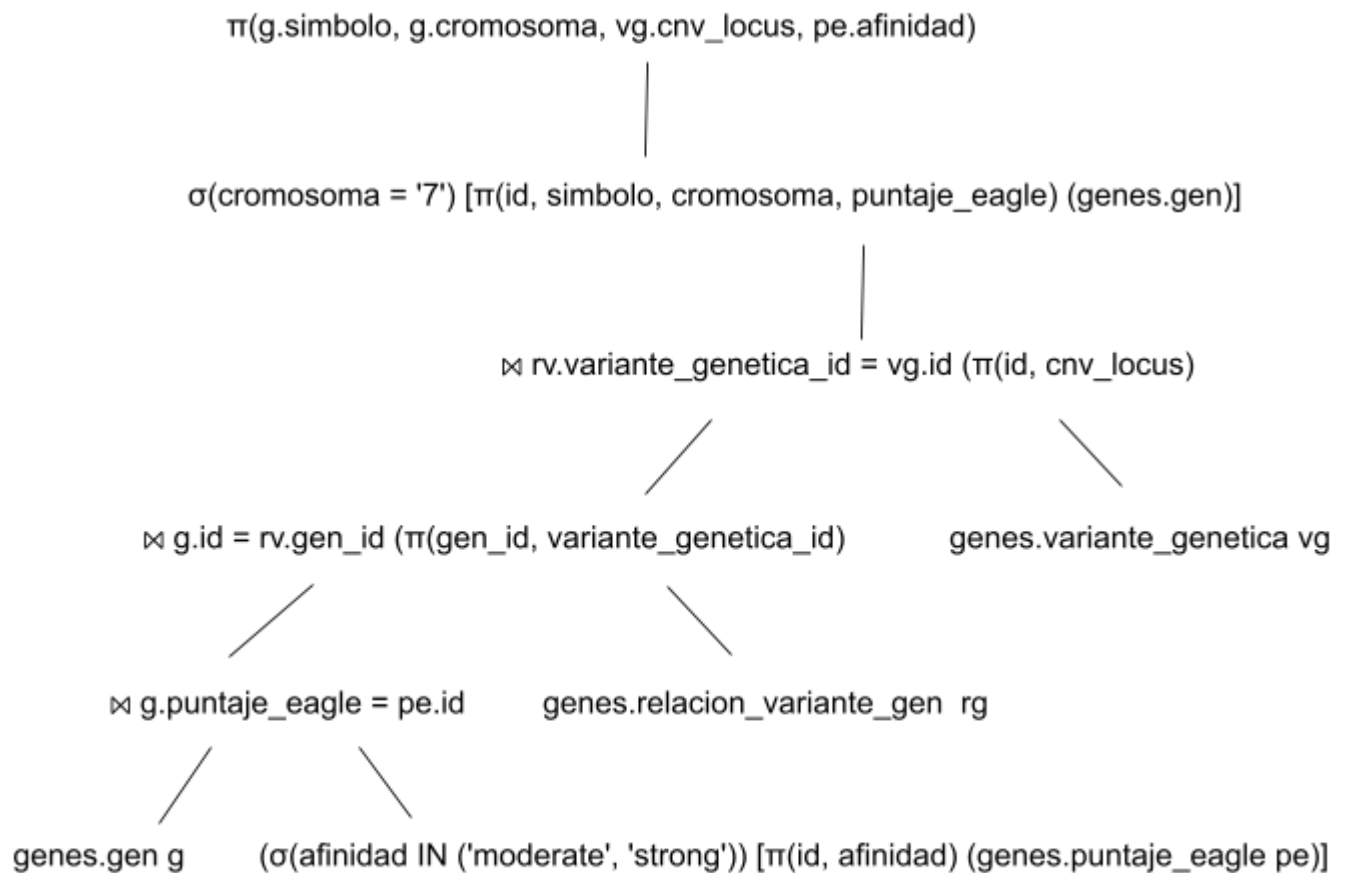 π(g.simbolo, g.cromosoma, vg.cnv_locus, pe.afinidad)
σ(cromosoma = '7') [π(id, simbolo, cromosoma, puntaje_eagle) (genes.gen)]
⋈ rv.variante_genetica_id = vg.id (π(id, cnv_locus)
⋈ g.id = rv.gen_id (π(gen_id, variante_genetica_id) genes.variante_genetica vg
⋈ g.puntaje_eagle = pe.id genes.relacion_variante_gen rg
genes.gen g (σ(afinidad IN ('moderate', 'strong')) [π(id, afinidad) (genes.puntaje_eagle pe)]